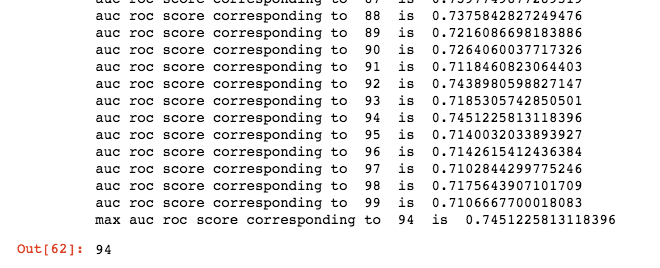 auc roc score corresponding to 88 is 0.7375842827249476
auc roc score corresponding to 89 is 0.7216086698183886
auc roc score corresponding to 90 is 0.7264060037717326
auc roc score corresponding to 91 is 0.7118460823064403
auc roc score corresponding to 92 is 0.7438980598827147
auc roc score corresponding to 93 is 0.7185305742850501
auc roc score corresponding to 94 is 0.7451225813118396
auc roc score corresponding to 95 is 0.7140032033893927
auc roc score corresponding to 96 is 0.7142615412436384
auc roc score corresponding to 97 is 0.7102844299775246
auc roc score corresponding to 98 is 0.7175643907101709
auc roc score corresponding to 99 is 0.7106667700018083
max auc roc score corresponding to 94 is 0.7451225813118396
Out[62]: 94